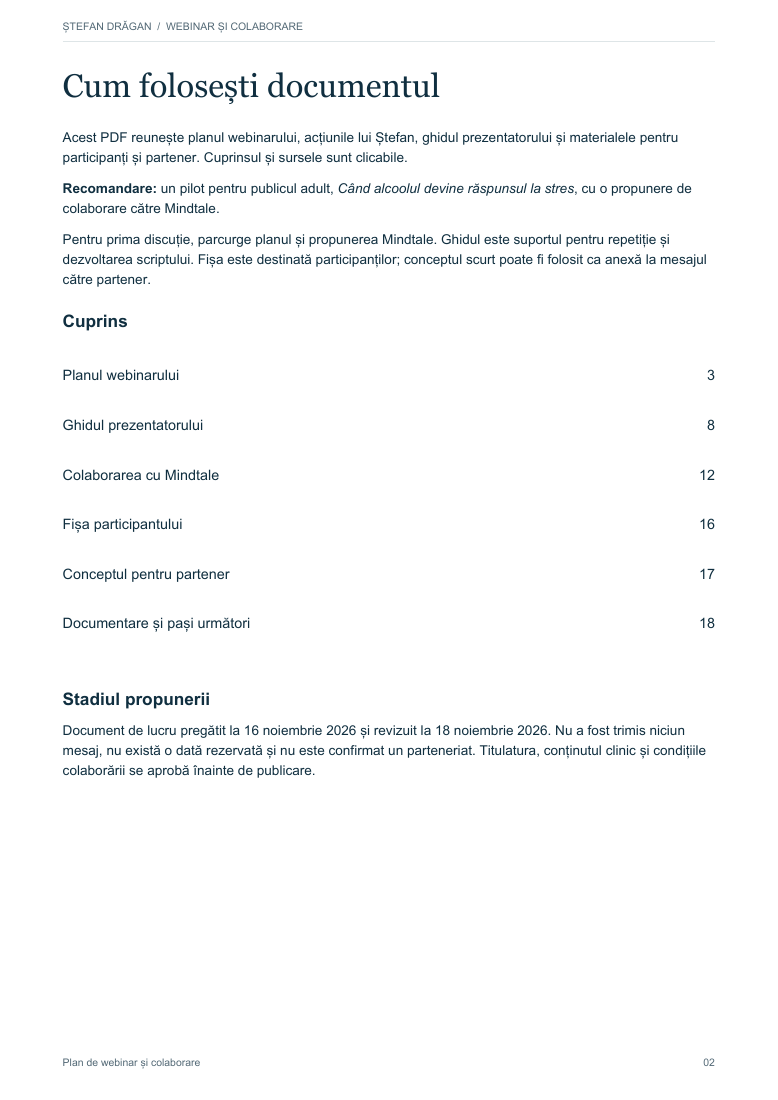 ȘTEFAN DRĂGAN / WEBINAR ȘI COLABORARE
Cum folosești documentul
Acest PDF reunește planul webinarului, acțiunile lui Ștefan, ghidul prezentatorului și materialele pentru
participanți și partener. Cuprinsul și sursele sunt clicabile.
Recomandare: un pilot pentru publicul adult, Când alcoolul devine răspunsul la stres, cu o propunere de
colaborare către Mindtale.
Pentru prima discuție, parcurge planul și propunerea Mindtale. Ghidul este suportul pentru repetiție și
dezvoltarea scriptului. Fișa este destinată participanților; conceptul scurt poate fi folosit ca anexă la mesajul
către partener.
Cuprins
Planul webinarului 3
Ghidul prezentatorului 8
Colaborarea cu Mindtale 12
Fișa participantului 16
Conceptul pentru partener 17
Documentare și pași următori 18
Stadiul propunerii
Document de lucru pregătit la 16 noiembrie 2026 și revizuit la 18 noiembrie 2026. Nu a fost trimis niciun
mesaj, nu există o dată rezervată și nu este confirmat un parteneriat. Titulatura, conținutul clinic și condițiile
colaborării se aprobă înainte de publicare.
Plan de webinar și colaborare 02